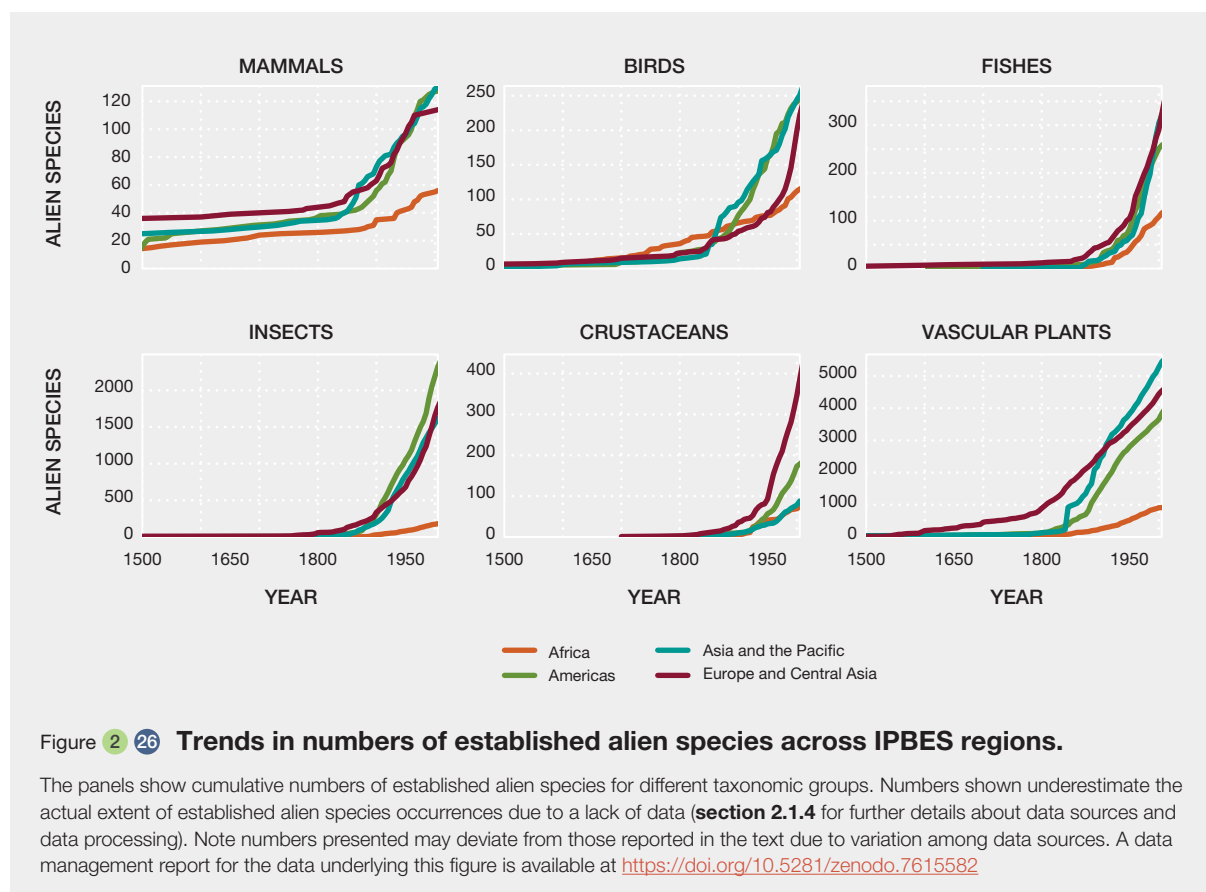 MAMMALS
BIRDS
FISHES
ALIEN SPECIES
120
100
80
60
40
20
0
250
200
150
100
50
0
300
200
100
0
INSECTS
CRUSTACEANS
VASCULAR PLANTS
ALIEN SPECIES
2000
1500
1000
500
0
400
300
200
100
0
5000
4000
3000
2000
1000
0
1500 1650 1800 1950
1500 1650 1800 1950
1500 1650 1800 1950
YEAR
YEAR
YEAR
Africa
Asia and the Pacific
Americas
Europe and Central Asia
Figure 2 26 Trends in numbers of established alien species across IPBES regions.
The panels show cumulative numbers of established alien species for different taxonomic groups. Numbers shown underestimate the
actual extent of established alien species occurrences due to a lack of data (section 2.1.4 for further details about data sources and
data processing). Note numbers presented may deviate from those reported in the text due to variation among data sources. A data
management report for the data underlying this figure is available at https://doi.org/10.5281/zenodo.7615582